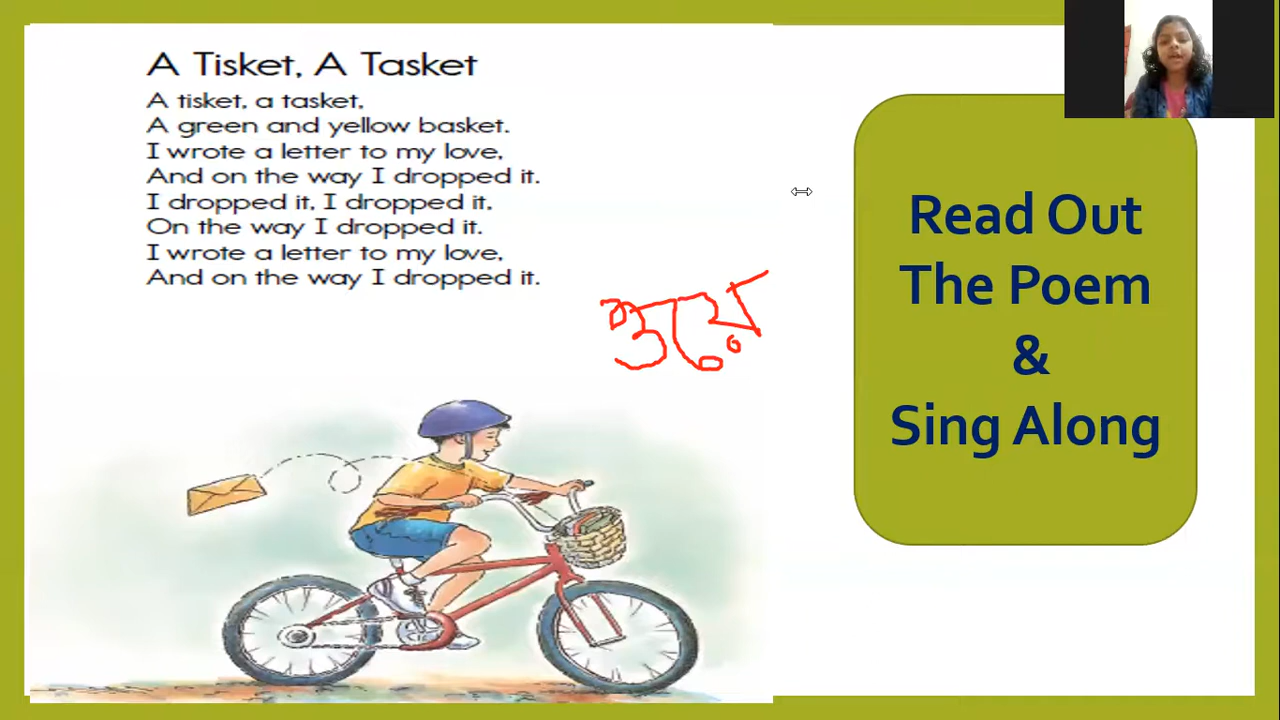 A Tisket, A Tasket
A tisket, a tasket,
A green and yellow basket.
I wrote a letter to my love,
And on the way I dropped it.
I dropped it, I dropped it,
On the way I dropped it.
I wrote a letter to my love,
And on the way I dropped it.
Read Out
The Poem
&
Sing Along